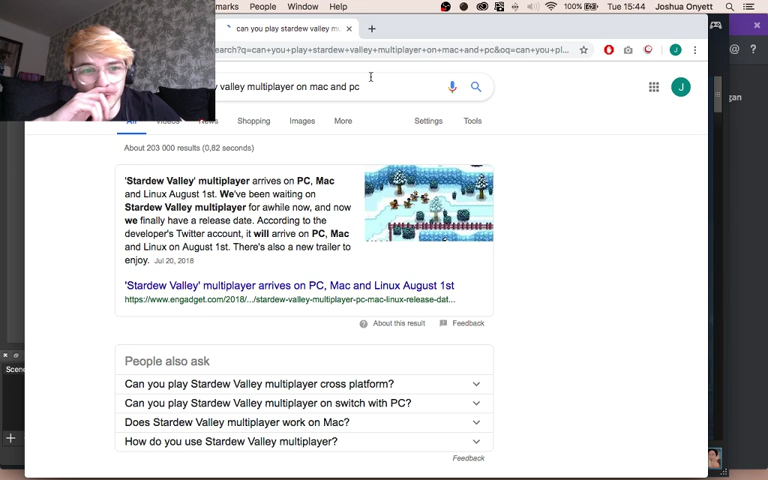 People Window Help
100% Tue 15:44 Joshua Onyett
can you play stardew valley mu
earch?q=can+you+play+stardew+valley+multiplayer+on+mac+and+pc&oq=can+you+pl...
valley multiplayer on mac and pc
J
All Videos News Shopping Images More Settings Tools
About 203 000 results (0,82 seconds)
'Stardew Valley' multiplayer arrives on PC, Mac
and Linux August 1st. We've been waiting on
Stardew Valley multiplayer for awhile now, and now
we finally have a release date. According to the
developer's Twitter account, it will arrive on PC, Mac
and Linux on August 1st. There's also a new trailer to
enjoy. Jul 20, 2018
'Stardew Valley' multiplayer arrives on PC, Mac and Linux August 1st
https://www.engadget.com/2018/.../stardew-valley-multiplayer-pc-mac-linux-release-dat...
About this result Feedback
People also ask
Can you play Stardew Valley multiplayer cross platform?
Can you play Stardew Valley multiplayer on switch with PC?
Does Stardew Valley multiplayer work on Mac?
How do you use Stardew Valley multiplayer?
Feedback
Scene
gan